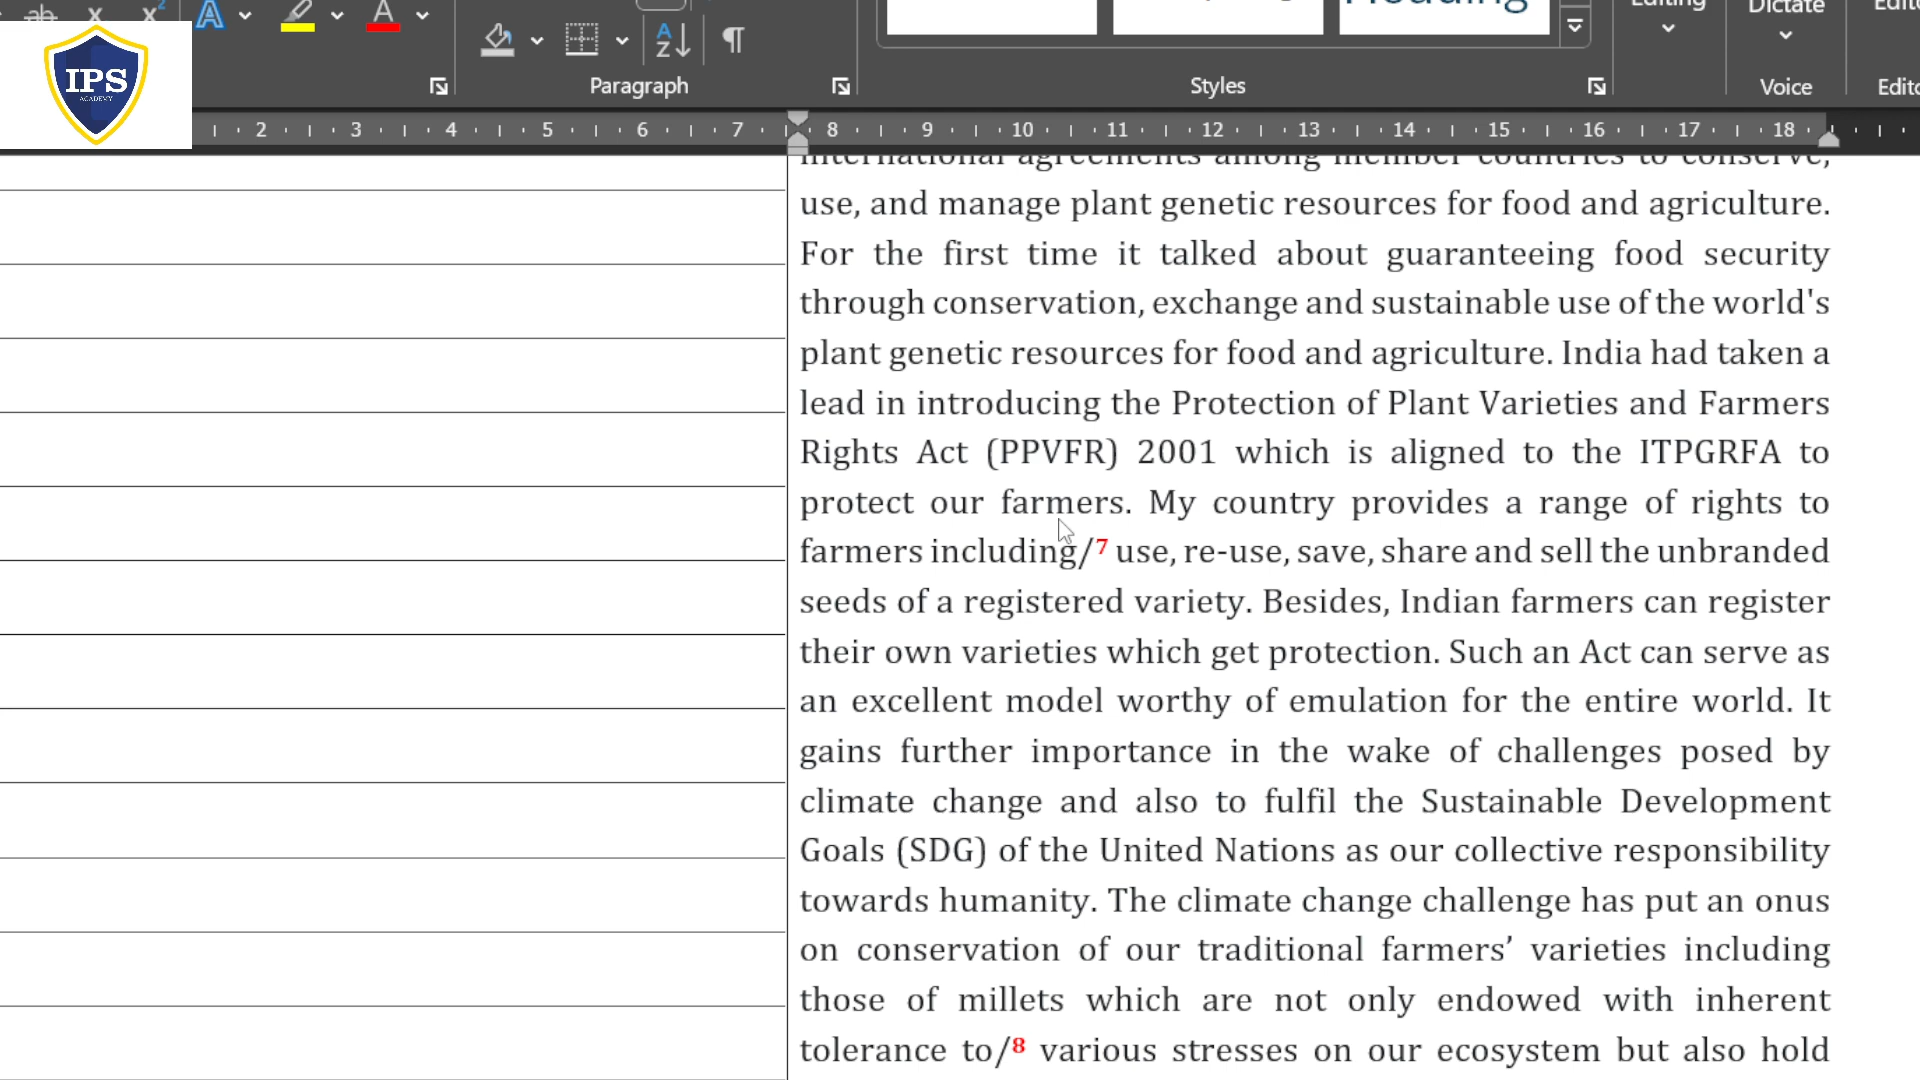 Editing
Dictate
Paragraph
Styles
Voice
IPS
ACADEMY
2 3 4 5 6 7 8 9 10 11 12 13 14 15 16 17 18
international agreements among member countries to conserve,
use, and manage plant genetic resources for food and agriculture.
For the first time it talked about guaranteeing food security
through conservation, exchange and sustainable use of the world's
plant genetic resources for food and agriculture. India had taken a
lead in introducing the Protection of Plant Varieties and Farmers
Rights Act (PPVFR) 2001 which is aligned to the ITPGRFA to
protect our farmers. My country provides a range of rights to
farmers including/7 use, re-use, save, share and sell the unbranded
seeds of a registered variety. Besides, Indian farmers can register
their own varieties which get protection. Such an Act can serve as
an excellent model worthy of emulation for the entire world. It
gains further importance in the wake of challenges posed by
climate change and also to fulfil the Sustainable Development
Goals (SDG) of the United Nations as our collective responsibility
towards humanity. The climate change challenge has put an onus
on conservation of our traditional farmers’ varieties including
those of millets which are not only endowed with inherent
tolerance to/8 various stresses on our ecosystem but also hold